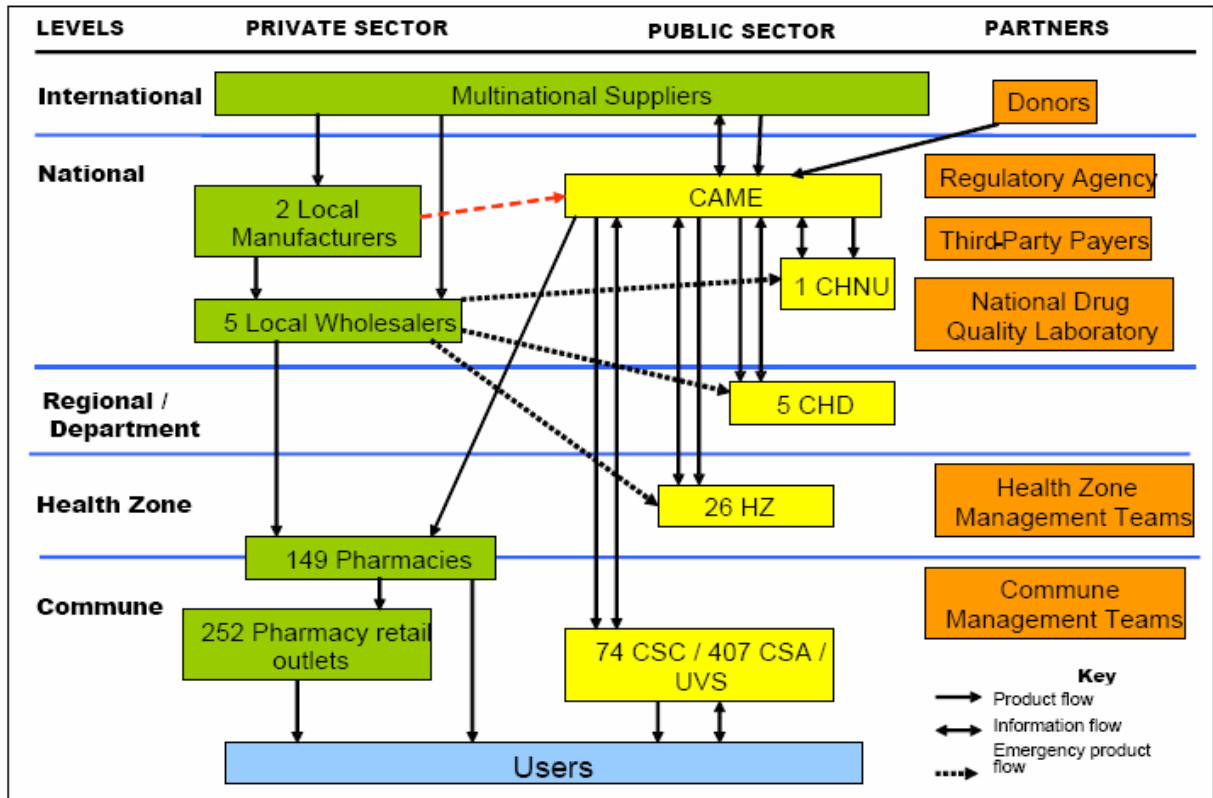 LEVELS
PRIVATE SECTOR
PUBLIC SECTOR
PARTNERS
International
Multinational Suppliers
Donors
National
2 Local
Manufacturers
CAME
Regulatory Agency
Third-Party Payers
1 CHNU
National Drug
Quality Laboratory
5 Local Wholesalers
Regional /
Department
5 CHD
Health Zone
26 HZ
Health Zone
Management Teams
149 Pharmacies
Commune
252 Pharmacy retail
outlets
74 CSC / 407 CSA /
UVS
Commune
Management Teams
Key
Product flow
Information flow
Emergency product
flow
Users